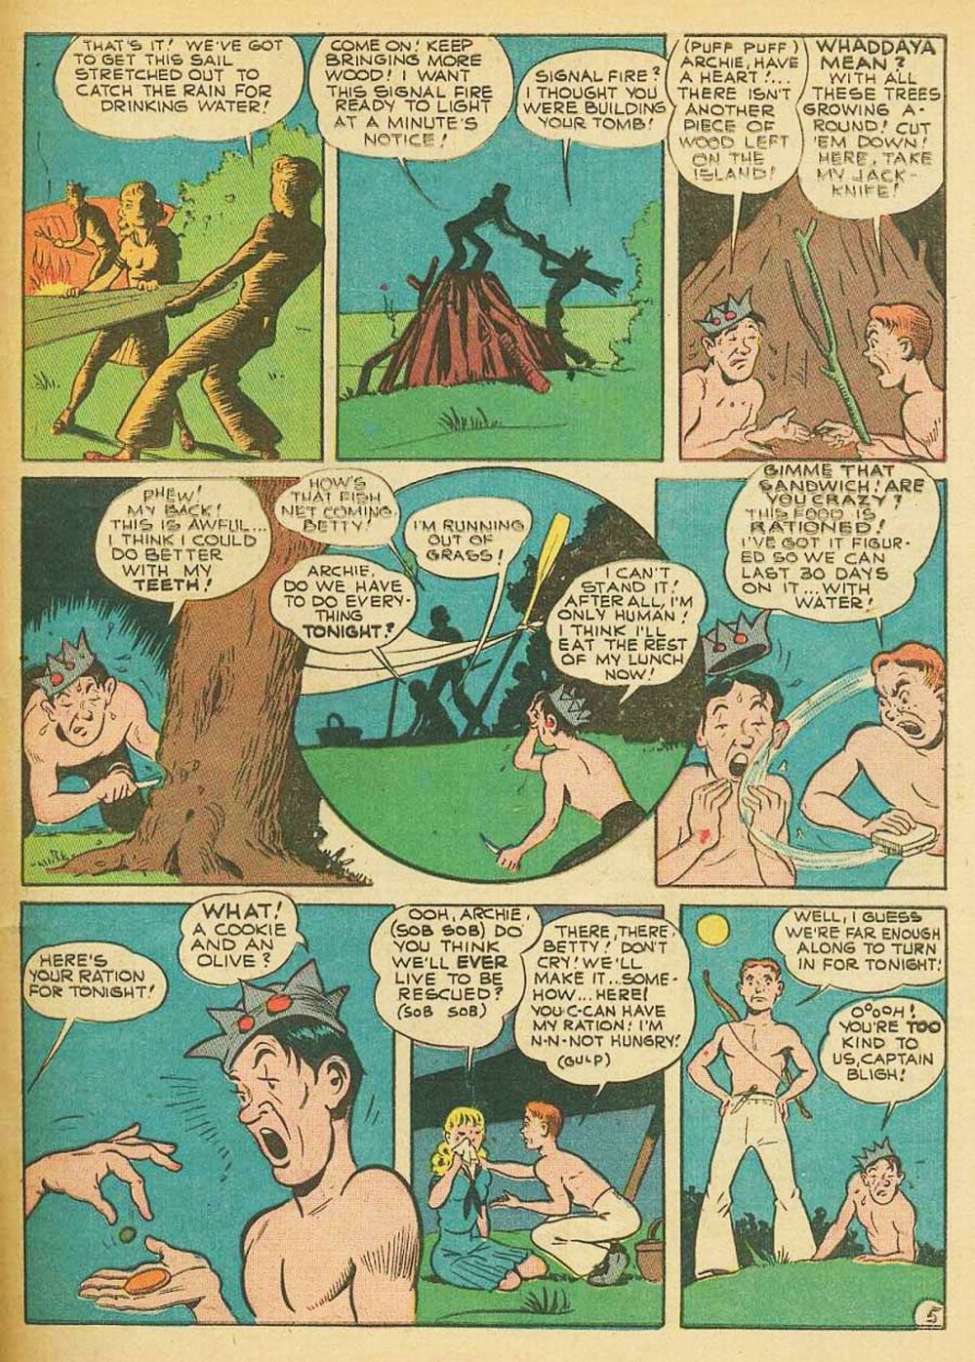 THAT'S IT! WE'VE GOT
TO GET THIS SAIL
STRETCHED OUT TO
CATCH THE RAIN FOR
DRINKING WATER!
COME ON! KEEP
BRINGING MORE
WOOD! I WANT
THIS SIGNAL FIRE
READY TO LIGHT
AT A MINUTE'S
NOTICE!
SIGNAL FIRE?
I THOUGHT YOU
WERE BUILDING
YOUR TOMB!
(PUFF PUFF)
ARCHIE, HAVE
A HEART!...
THERE ISN'T
ANOTHER
PIECE OF
WOOD LEFT
ON THE
ISLAND!
WHADDAYA
MEAN?
WITH ALL
THESE TREES
GROWING A-
ROUND! CUT
'EM DOWN!
HERE, TAKE
MY JACK-
KNIFE!
PHEW!
MY BACK!
THIS IS AWFUL...
I THINK I COULD
DO BETTER
WITH MY
TEETH!
HOW'S
THAT FISH
NET COMING,
BETTY!
I'M RUNNING
OUT OF
GRASS!
ARCHIE,
DO WE HAVE
TO DO EVERY-
THING
TONIGHT?
I CAN'T
STAND IT!
AFTER ALL, I'M
ONLY HUMAN!
I THINK I'LL
EAT THE REST
OF MY LUNCH
NOW!
GIMME THAT
SANDWICH! ARE
YOU CRAZY?
THIS FOOD IS
RATIONED!
I'VE GOT IT FIGUR-
ED SO WE CAN
LAST 30 DAYS
ON IT... WITH
WATER!
HERE'S
YOUR RATION
FOR TONIGHT!
WHAT!
A COOKIE
AND AN
OLIVE?
OOH, ARCHIE,
(SOB SOB) DO
YOU THINK
WE'LL EVER
LIVE TO BE
RESCUED?
(SOB SOB)
THERE, THERE,
BETTY! DON'T
CRY! WE'LL
MAKE IT...SOME-
HOW...HERE!
YOU C-CAN HAVE
MY RATION! I'M
N-N-NOT HUNGRY!
(GULP)
WELL, I GUESS
WE'RE FAR ENOUGH
ALONG TO TURN
IN FOR TONIGHT!
OOOOH!
YOU'RE TOO
KIND TO
US, CAPTAIN
BLIGH!
5